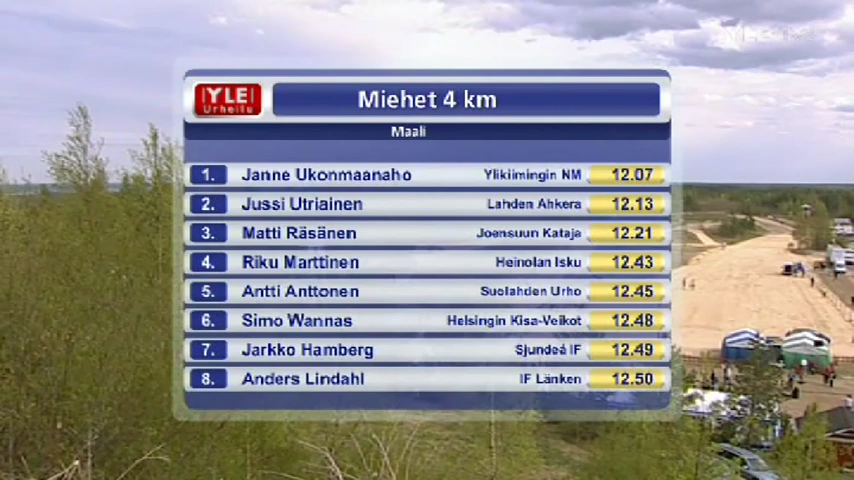 YLE
Urheilu
Miehet 4 km
Maali
1. Janne Ukonmaanaho Ylikiimingin NM 12.07
2. Jussi Utriainen Lahden Ahkera 12.13
3. Matti Räsänen Joensuun Kataja 12.21
4. Riku Marttinen Heinolan Isku 12.43
5. Antti Anttonen Suolahden Urho 12.45
6. Simo Wannas Helsingin Kisa-Veikot 12.48
7. Jarkko Hamberg Sjundeå IF 12.49
8. Anders Lindahl IF Länken 12.50